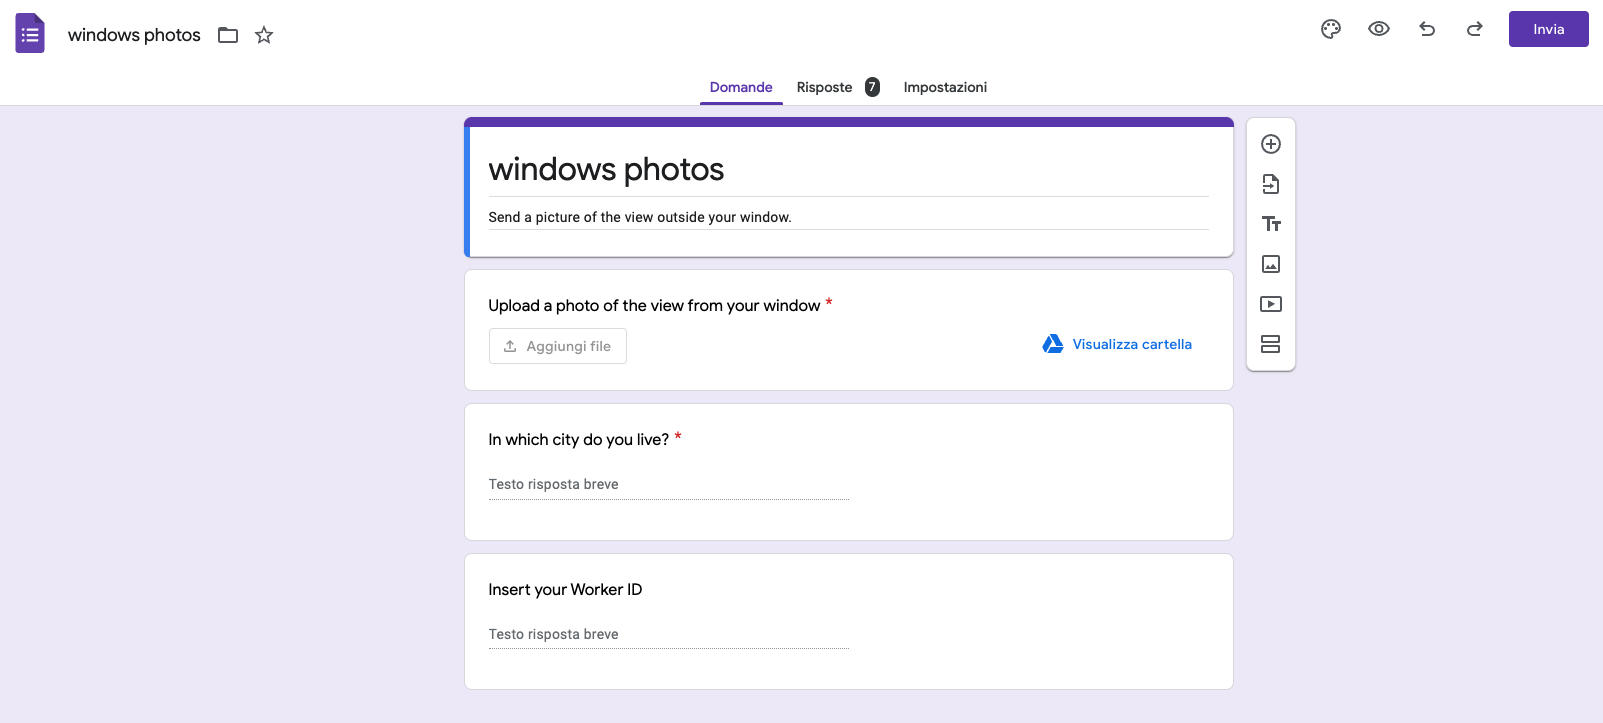 windows photos
Invia
Domande Risposte 7 Impostazioni
windows photos
Send a picture of the view outside your window.
Upload a photo of the view from your window *
Aggiungi file
Visualizza cartella
In which city do you live? *
Testo risposta breve
Insert your Worker ID
Testo risposta breve